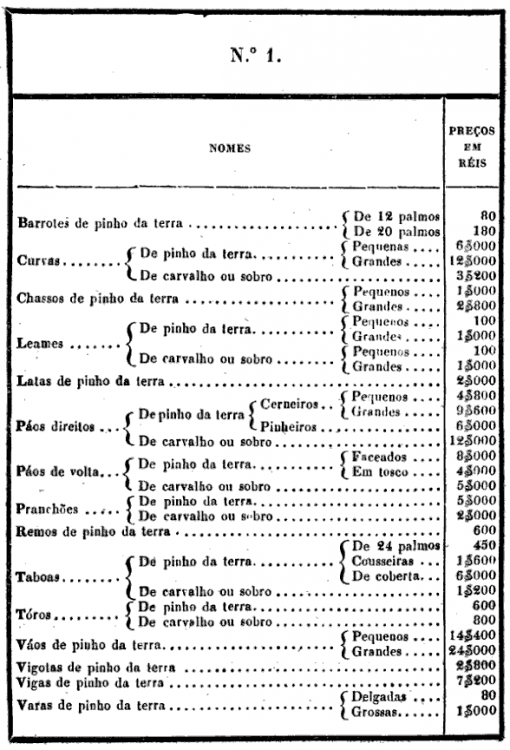 N.º 1.
NOMES
PREÇOS
EM
RÉIS
Barrotes de pinho da terra { De 12 palmos 80
De 20 palmos 180
Curvas { De pinho da terra { Pequenas 6$000
Grandes 12$000
De carvalho ou sobro 3$200
Chassos de pinho da terra { Pequenos 1$000
Grandes 2$800
Leames { De pinho da terra { Pequenos 100
Grandes 1$000
De carvalho ou sobro { Pequenos 100
Grandes 1$000
Latas de pinho da terra 2$000
Páos direitos { De pinho da terra { Cerneiros { Pequenos 4$800
Grandes 9$600
Pinheiros 6$000
De carvalho ou sobro 12$000
Páos de volta { De pinho da terra { Faceados 8$000
Em tosco 4$000
De carvalho ou sobro 5$000
Pranchões { De pinho da terra 5$000
De carvalho ou sobro 2$000
Remos de pinho da terra 600
Taboas { De pinho da terra { De 24 palmos 450
Cousseiras 1$600
De coberta 6$000
De carvalho ou sobro 1$200
Tóros { De pinho da terra 600
De carvalho ou sobro 800
Váos de pinho da terra { Pequenos 14$400
Grandes 24$000
Vigotas de pinho da terra 2$800
Vigas de pinho da terra 7$200
Varas de pinho da terra { Delgadas 80
Grossas 1$000